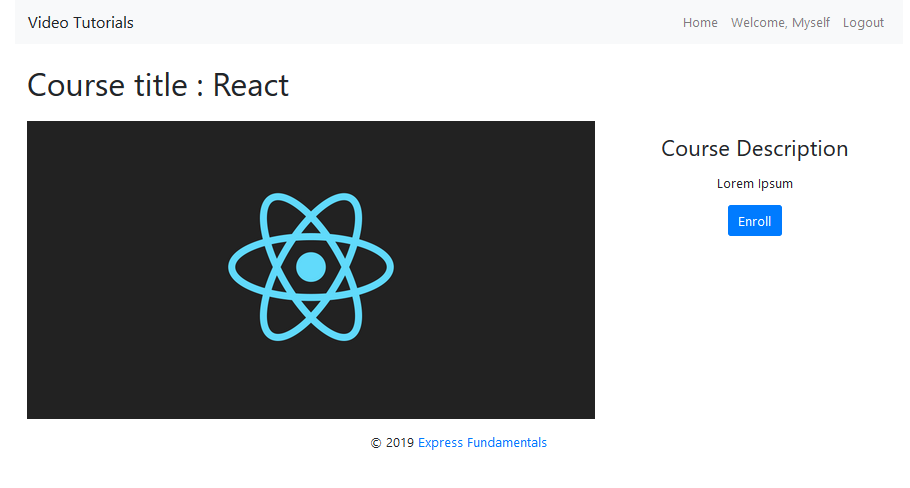 Video Tutorials Home Welcome, Myself Logout
Course title : React
Course Description
Lorem Ipsum
Enroll
© 2019 Express Fundamentals